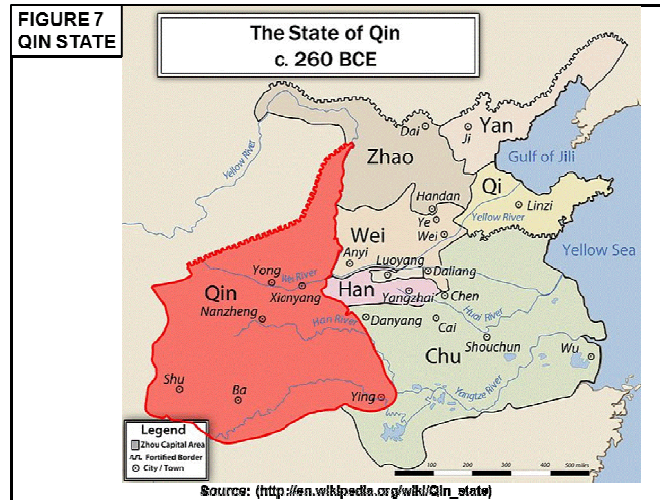 FIGURE 7
QIN STATE
The State of Qin
c. 260 BCE
Dai
Yan
Ji
Zhao
Yellow River
Gulf of Jili
Qi
Linzi
Handan
Ye
Yellow River
Wei
Wei
Yellow Sea
Anyi
Luoyang
Daliang
Yong
Wei River
Xianyang
Han
Yangzhai
Chen
Qin
Nanzheng
Han River
Danyang
Cai
Huai River
Shouchun
Chu
Wu
Shu
Ba
Ying
Yangtze River
Legend
Zhou Capital Area
Fortified Border
City / Town
100 200 300 400 500 miles
Source: (http://en.wikipedia.org/wiki/Qin_state)